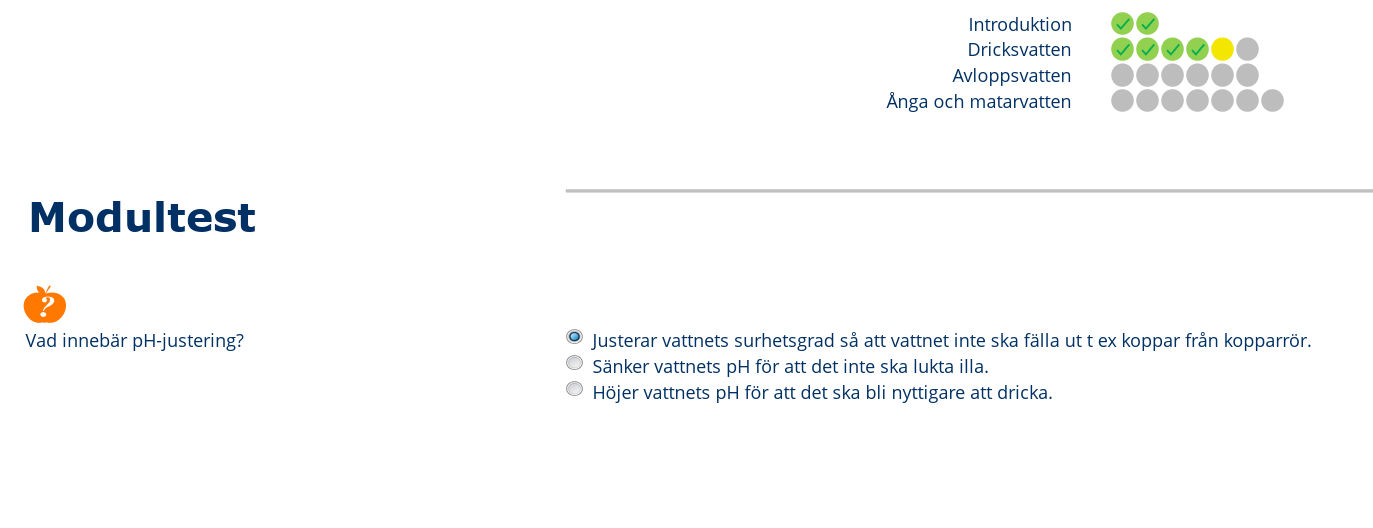 Introduktion
Dricksvatten
Avloppsvatten
Ånga och matarvatten
Modultest
?
Vad innebär pH-justering?
Justerar vattnets surhetsgrad så att vattnet inte ska fälla ut t ex koppar från kopparrör.
Sänker vattnets pH för att det inte ska lukta illa.
Höjer vattnets pH för att det ska bli nyttigare att dricka.